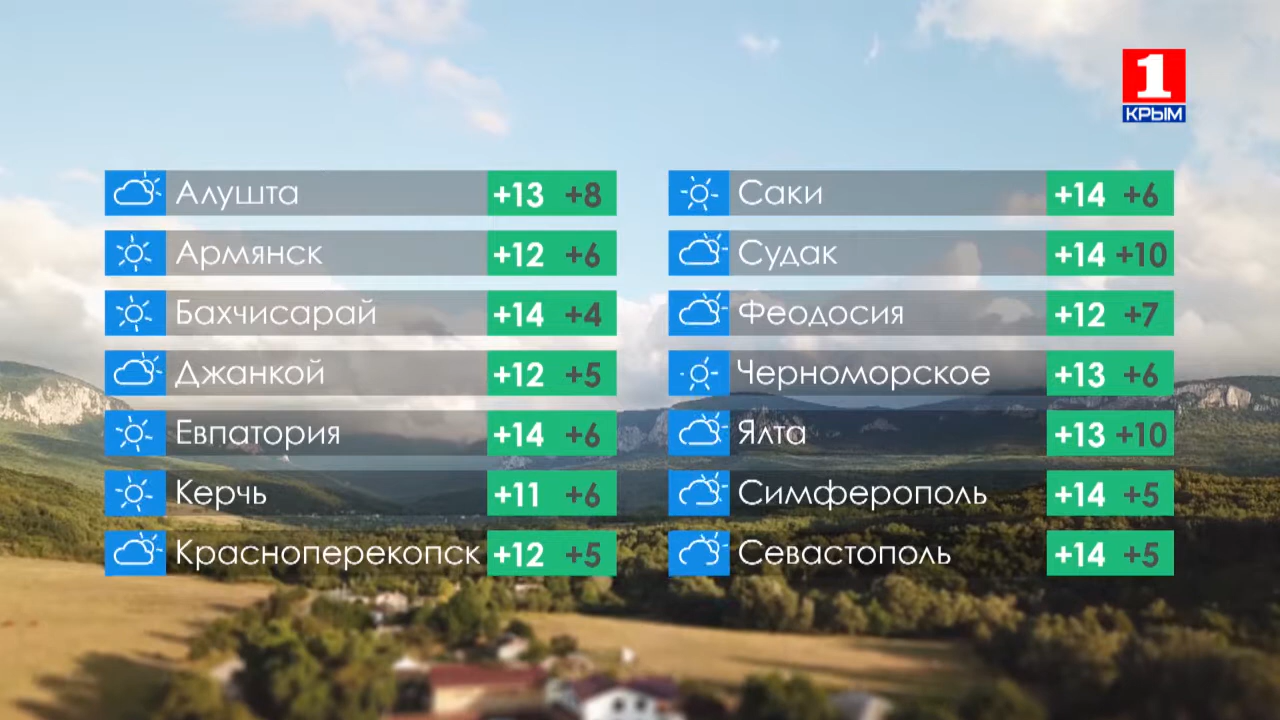 1
КРЫМ
Алушта +13 +8
Армянск +12 +6
Бахчисарай +14 +4
Джанкой +12 +5
Евпатория +14 +6
Керчь +11 +6
Красноперекопск +12 +5
Саки +14 +6
Судак +14 +10
Феодосия +12 +7
Черноморское +13 +6
Ялта +13 +10
Симферополь +14 +5
Севастополь +14 +5